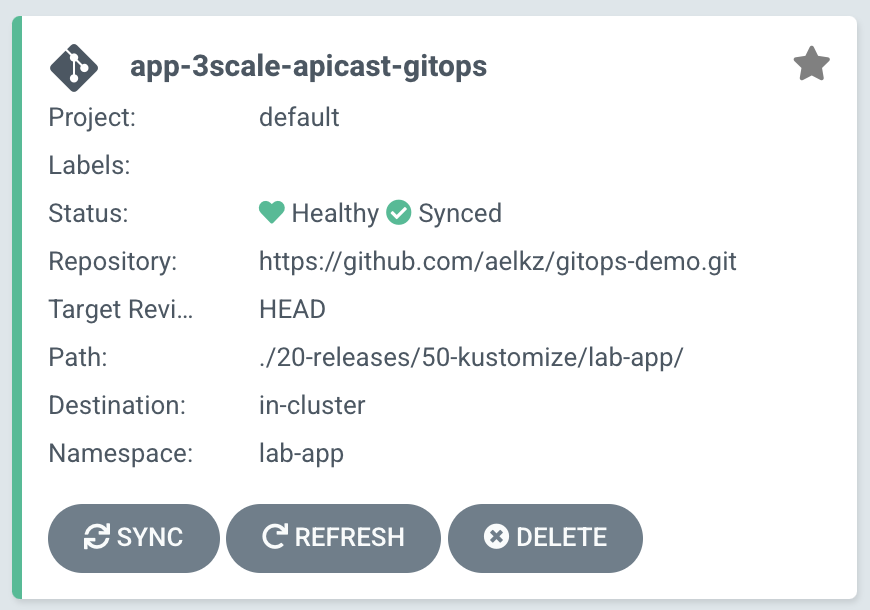 app-3scale-apicast-gitops
Project: default
Labels:
Status: Healthy Synced
Repository: https://github.com/aelkz/gitops-demo.git
Target Revi... HEAD
Path: ./20-releases/50-kustomize/lab-app/
Destination: in-cluster
Namespace: lab-app
SYNC REFRESH DELETE